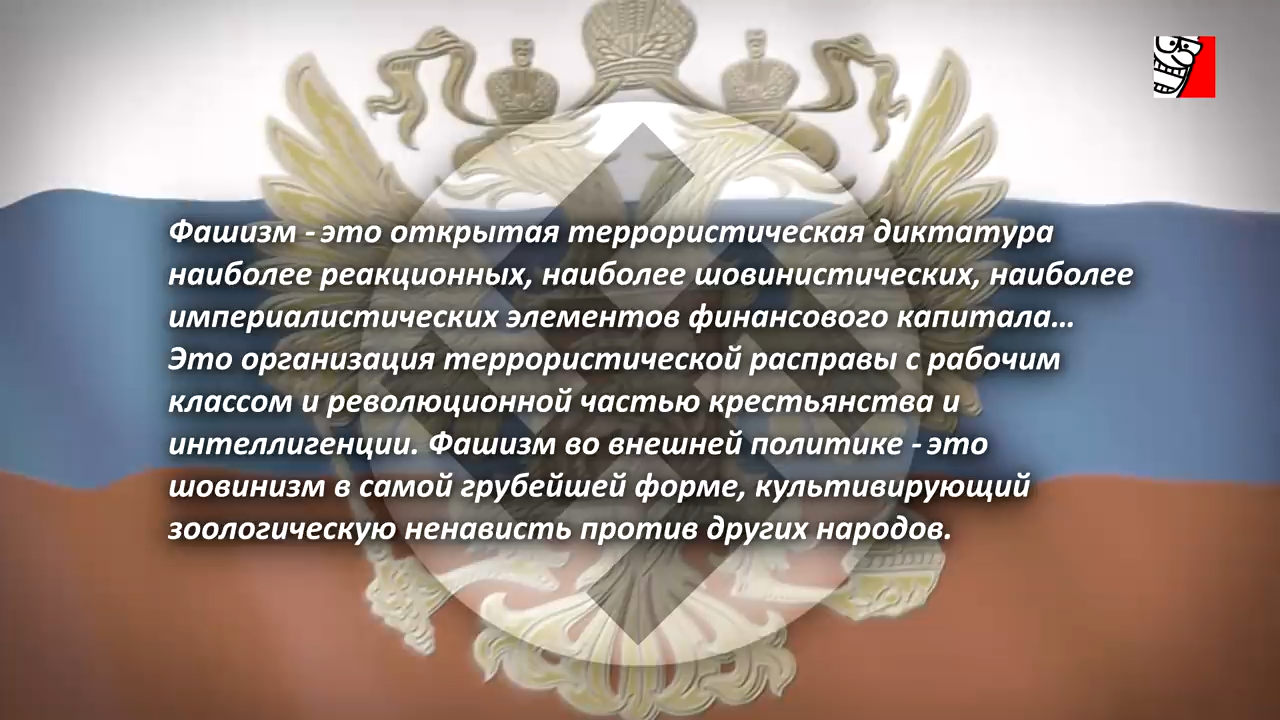 Фашизм - это открытая террористическая диктатура
наиболее реакционных, наиболее шовинистических, наиболее
империалистических элементов финансового капитала...
Это организация террористической расправы с рабочим
классом и революционной частью крестьянства и
интеллигенции. Фашизм во внешней политике - это
шовинизм в самой грубейшей форме, культивирующий
зоологическую ненависть против других народов.